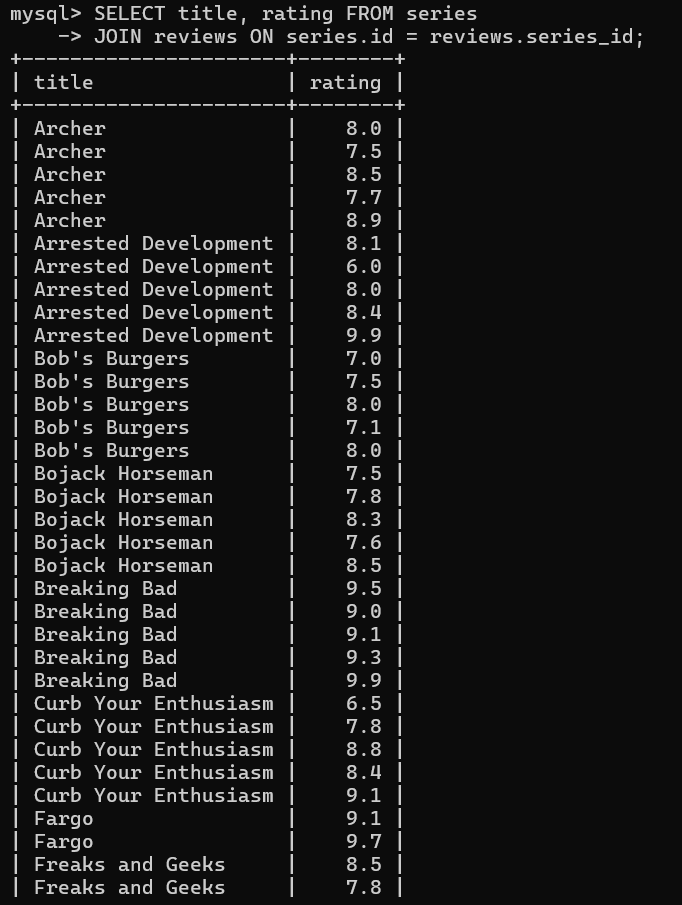 mysql> SELECT title, rating FROM series
    -> JOIN reviews ON series.id = reviews.series_id;
+----------------------+--------+
| title                | rating |
+----------------------+--------+
| Archer               |    8.0 |
| Archer               |    7.5 |
| Archer               |    8.5 |
| Archer               |    7.7 |
| Archer               |    8.9 |
| Arrested Development |    8.1 |
| Arrested Development |    6.0 |
| Arrested Development |    8.0 |
| Arrested Development |    8.4 |
| Arrested Development |    9.9 |
| Bob's Burgers        |    7.0 |
| Bob's Burgers        |    7.5 |
| Bob's Burgers        |    8.0 |
| Bob's Burgers        |    7.1 |
| Bob's Burgers        |    8.0 |
| Bojack Horseman      |    7.5 |
| Bojack Horseman      |    7.8 |
| Bojack Horseman      |    8.3 |
| Bojack Horseman      |    7.6 |
| Bojack Horseman      |    8.5 |
| Breaking Bad         |    9.5 |
| Breaking Bad         |    9.0 |
| Breaking Bad         |    9.1 |
| Breaking Bad         |    9.3 |
| Breaking Bad         |    9.9 |
| Curb Your Enthusiasm |    6.5 |
| Curb Your Enthusiasm |    7.8 |
| Curb Your Enthusiasm |    8.8 |
| Curb Your Enthusiasm |    8.4 |
| Curb Your Enthusiasm |    9.1 |
| Fargo                |    9.1 |
| Fargo                |    9.7 |
| Freaks and Geeks     |    8.5 |
| Freaks and Geeks     |    7.8 |